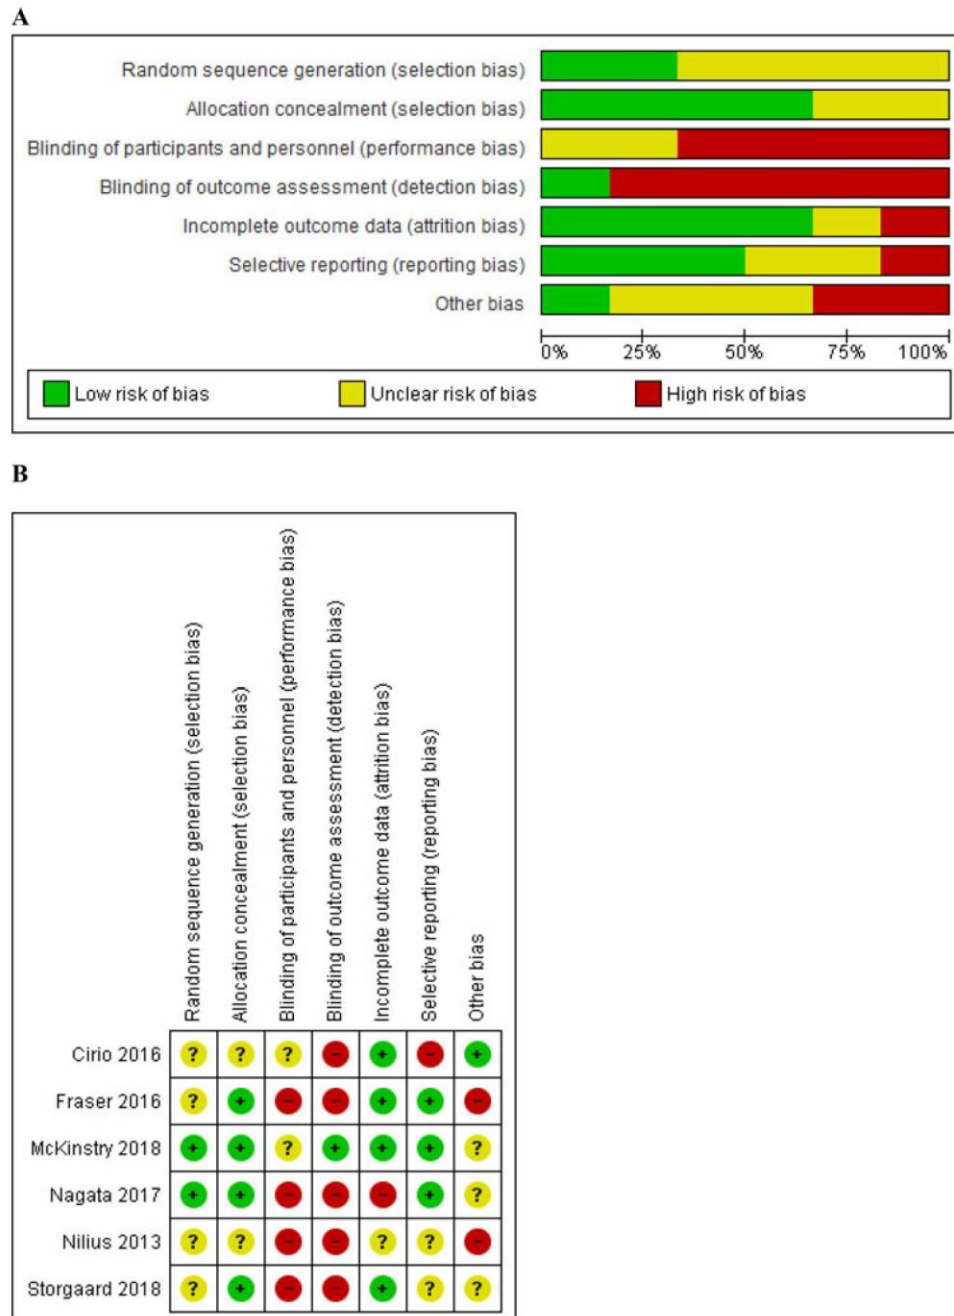 A
Random sequence generation (selection bias)
Allocation concealment (selection bias)
Blinding of participants and personnel (performance bias)
Blinding of outcome assessment (detection bias)
Incomplete outcome data (attrition bias)
Selective reporting (reporting bias)
Other bias
0% 25% 50% 75% 100%
Low risk of bias Unclear risk of bias High risk of bias
B
Random sequence generation (selection bias)
Allocation concealment (selection bias)
Blinding of participants and personnel (performance bias)
Blinding of outcome assessment (detection bias)
Incomplete outcome data (attrition bias)
Selective reporting (reporting bias)
Other bias
Cirio 2016 ? ? ? - + - +
Fraser 2016 ? + - - + + -
McKinstry 2018 + + ? + + + ?
Nagata 2017 + + - - - + ?
Nilius 2013 ? ? - - ? ? -
Storgaard 2018 ? + - - + ? ?